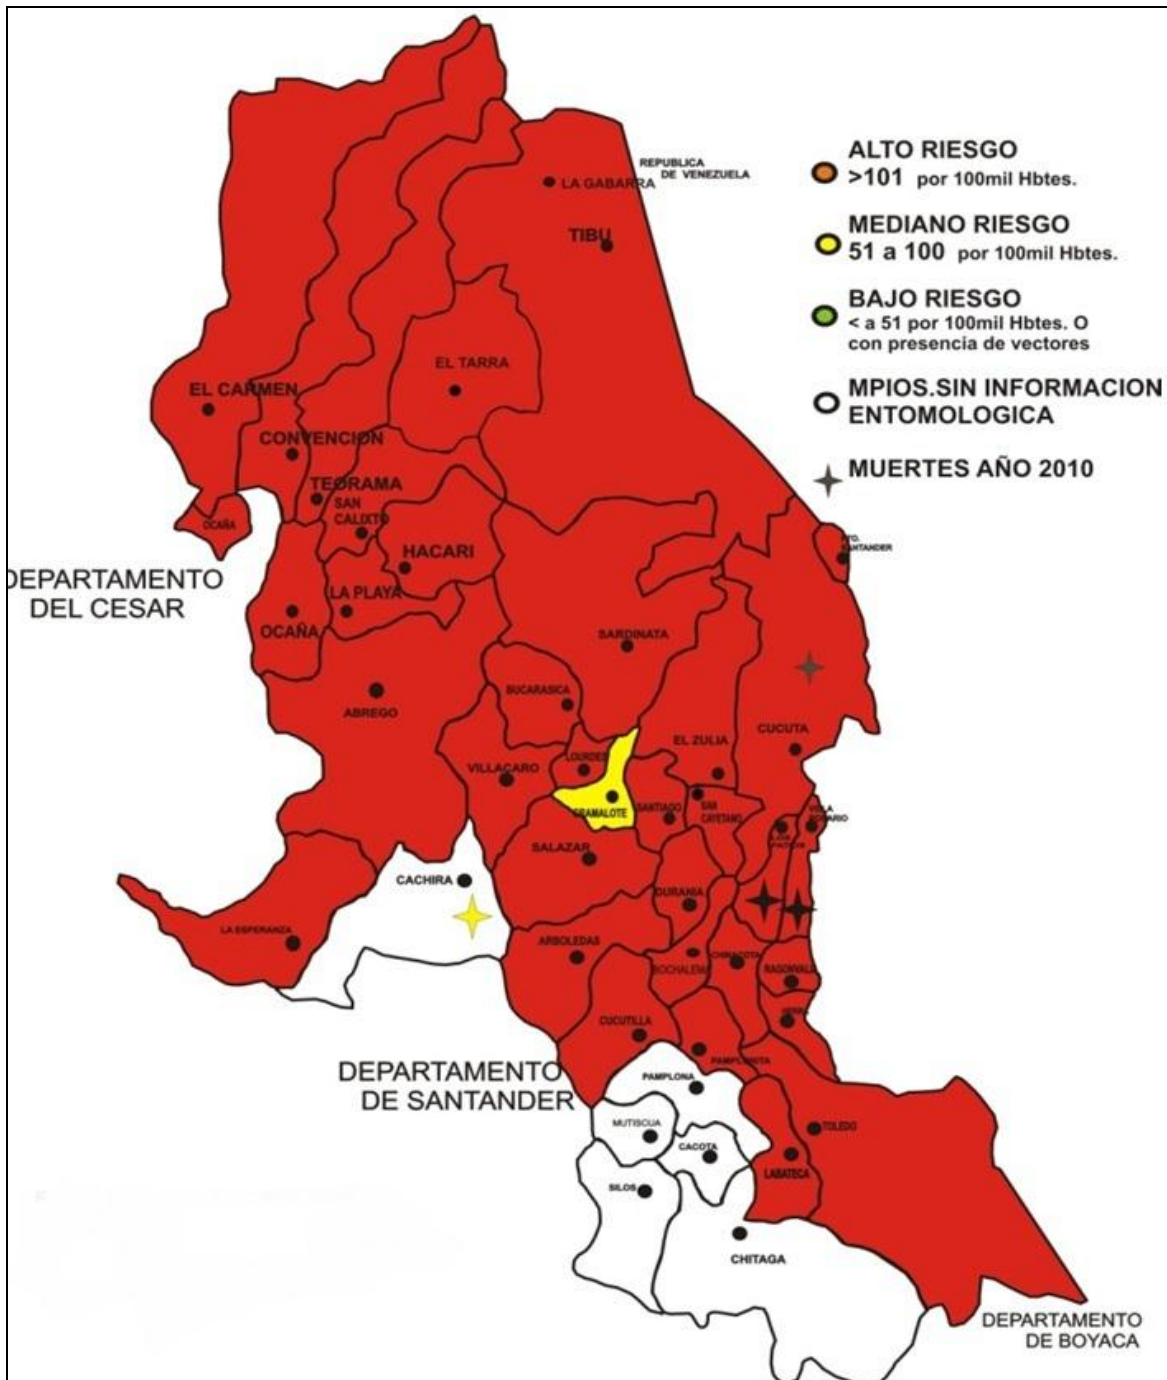 REPUBLICA
DE VENEZUELA
LA GABARRA
TIBU
ALTO RIESGO
>101 por 100mil Hbtes.
MEDIANO RIESGO
51 a 100 por 100mil Hbtes.
BAJO RIESGO
< a 51 por 100mil Hbtes. O
con presencia de vectores
MPIOS.SIN INFORMACION
ENTOMOLOGICA
MUERTES AÑO 2010
EL TARRA
EL CARMEN
CONVENCION
TEORAMA
SAN
CALIXTO
OCAÑA
HACARI
SANTANDER
DEPARTAMENTO
DEL CESAR
LA PLAYA
OCAÑA
SARDINATA
BUCARASICA
ABREGO
CUCUTA
EL ZULIA
LOURDES
VILLACARO
GRAMALOTE
SANTIAGO
SAN
CAYETANO
ROSARIO
SALAZAR
CACHIRA
DURANIA
LA ESPERANZA
ARBOLEDAS
CHINACOTA
BOCHALEMA
RAGONVALIA
CUCUTILLA
PAMPLONITA
DEPARTAMENTO
DE SANTANDER
PAMPLONA
MUTISCUA
TOLEDO
CACOTA
LABATECA
SILOS
CHITAGA
DEPARTAMENTO
DE BOYACA